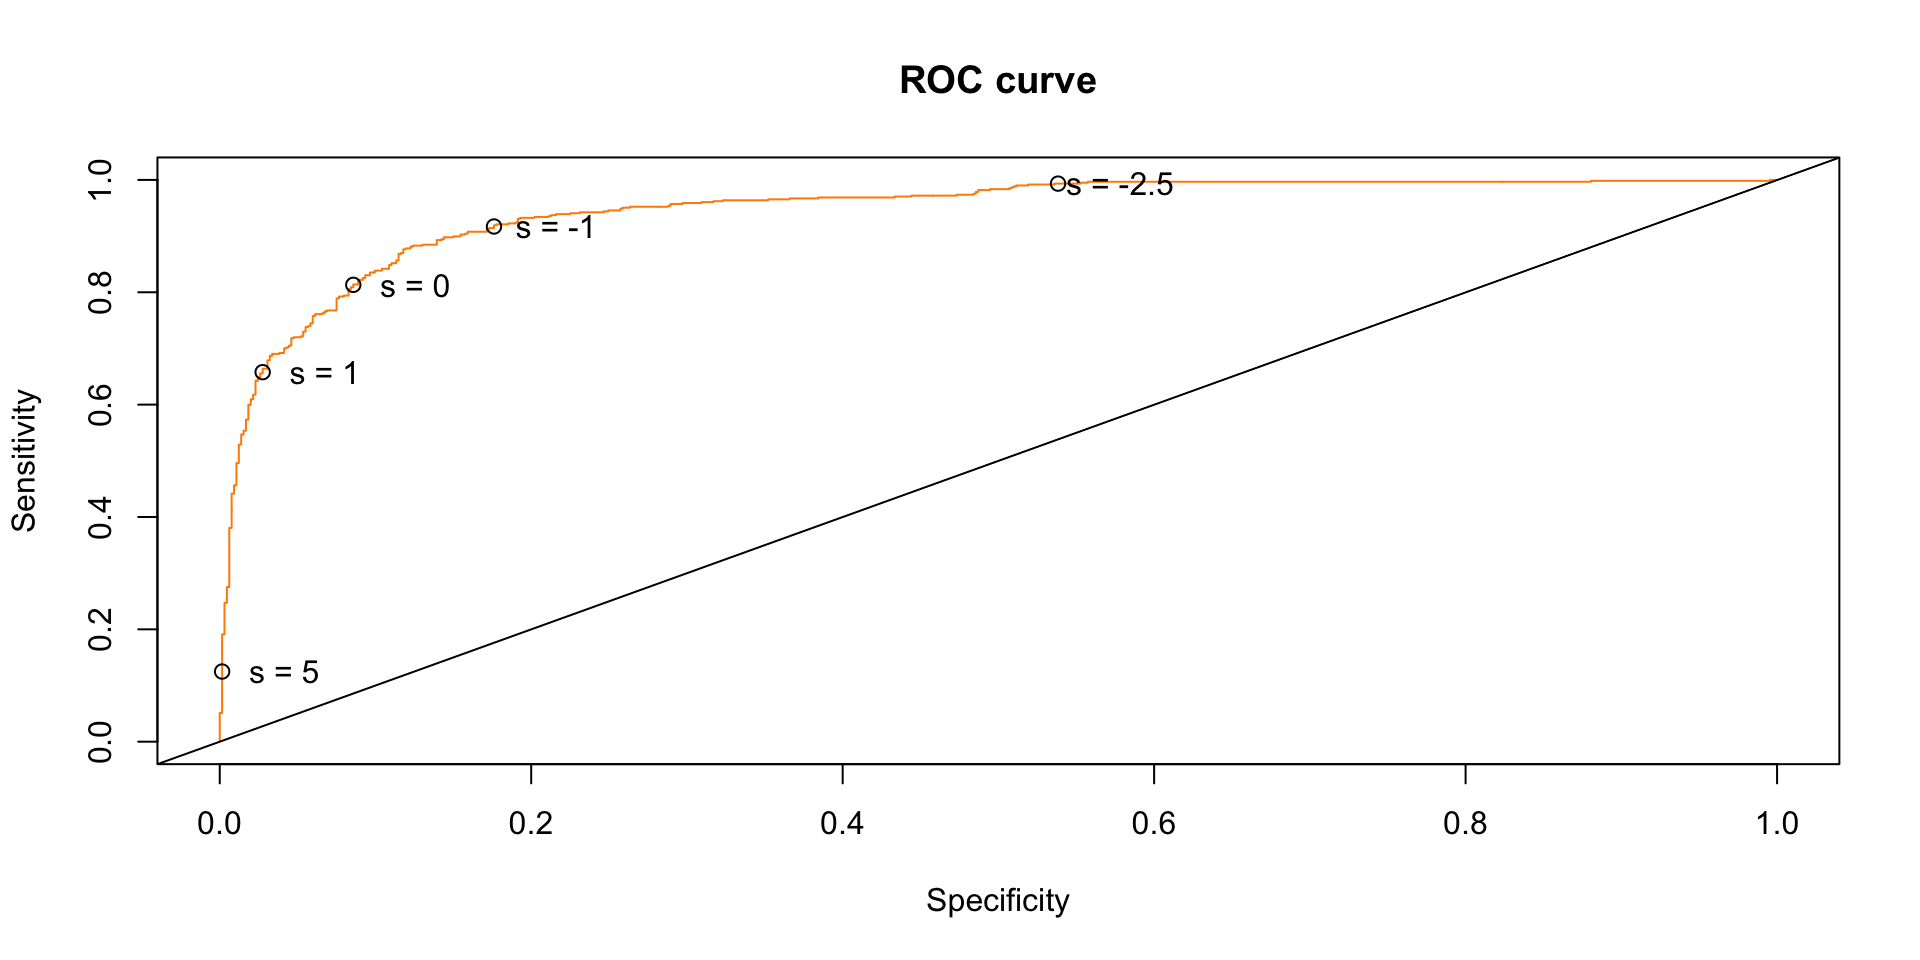 ROC curve
Sensitivity
1.0
0.8
0.6
0.4
0.2
0.0
s = -2.5
s = -1
s = 0
s = 1
s = 5
0.0 0.2 0.4 0.6 0.8 1.0
Specificity